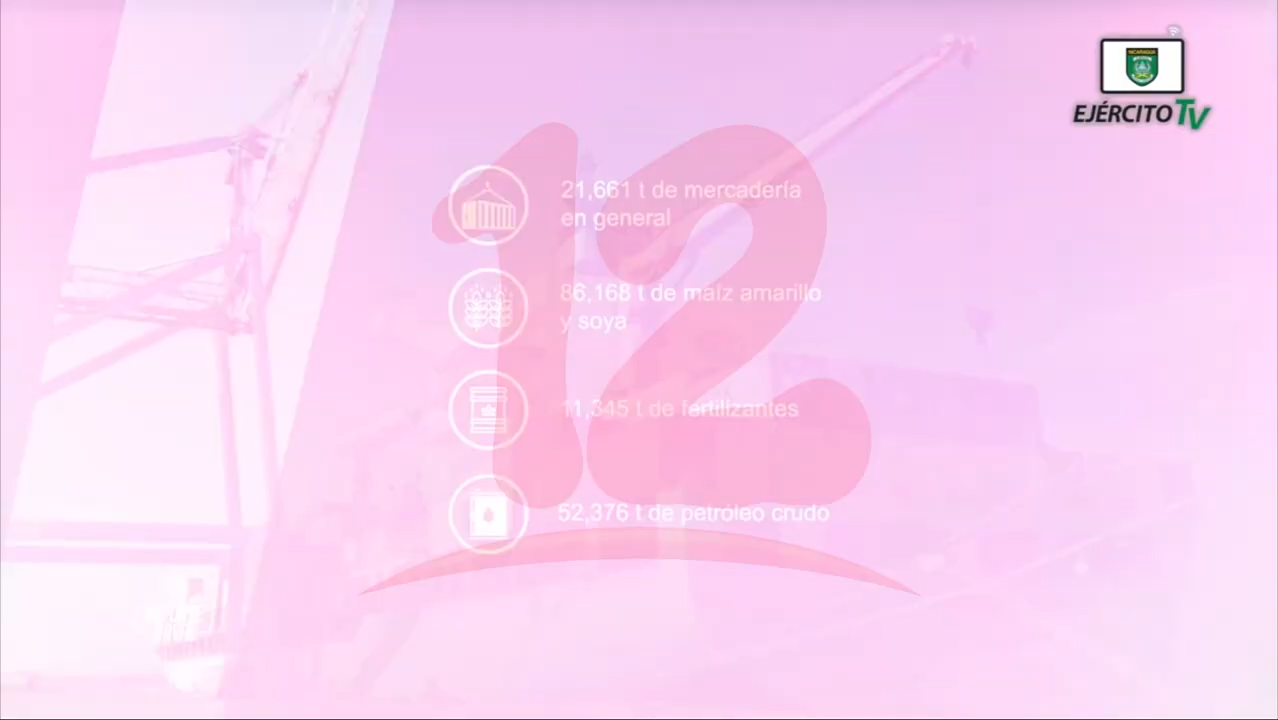 NICARAGUA
EJÉRCITO TV
12
21,661 t de mercadería
en general
86,168 t de maíz amarillo
y soya
11,345 t de fertilizantes
52,376 t de petróleo crudo